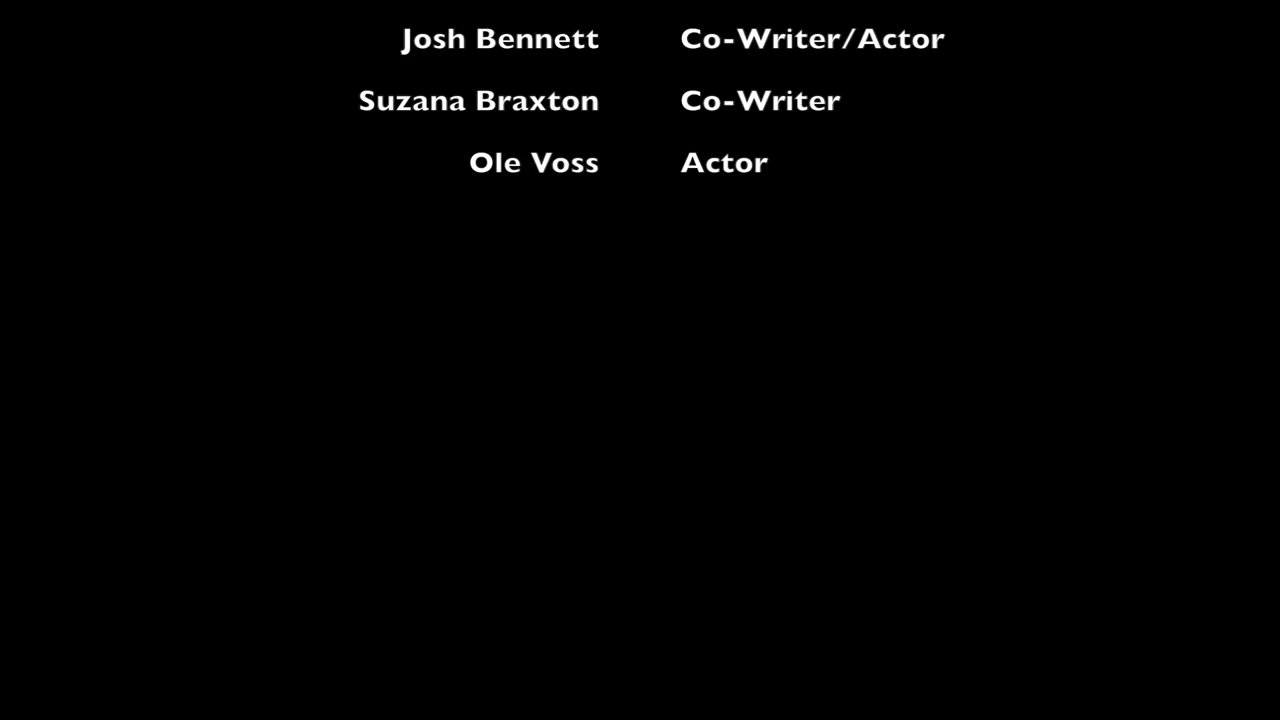 Josh Bennett Co-Writer/Actor
Suzana Braxton Co-Writer
Ole Voss Actor